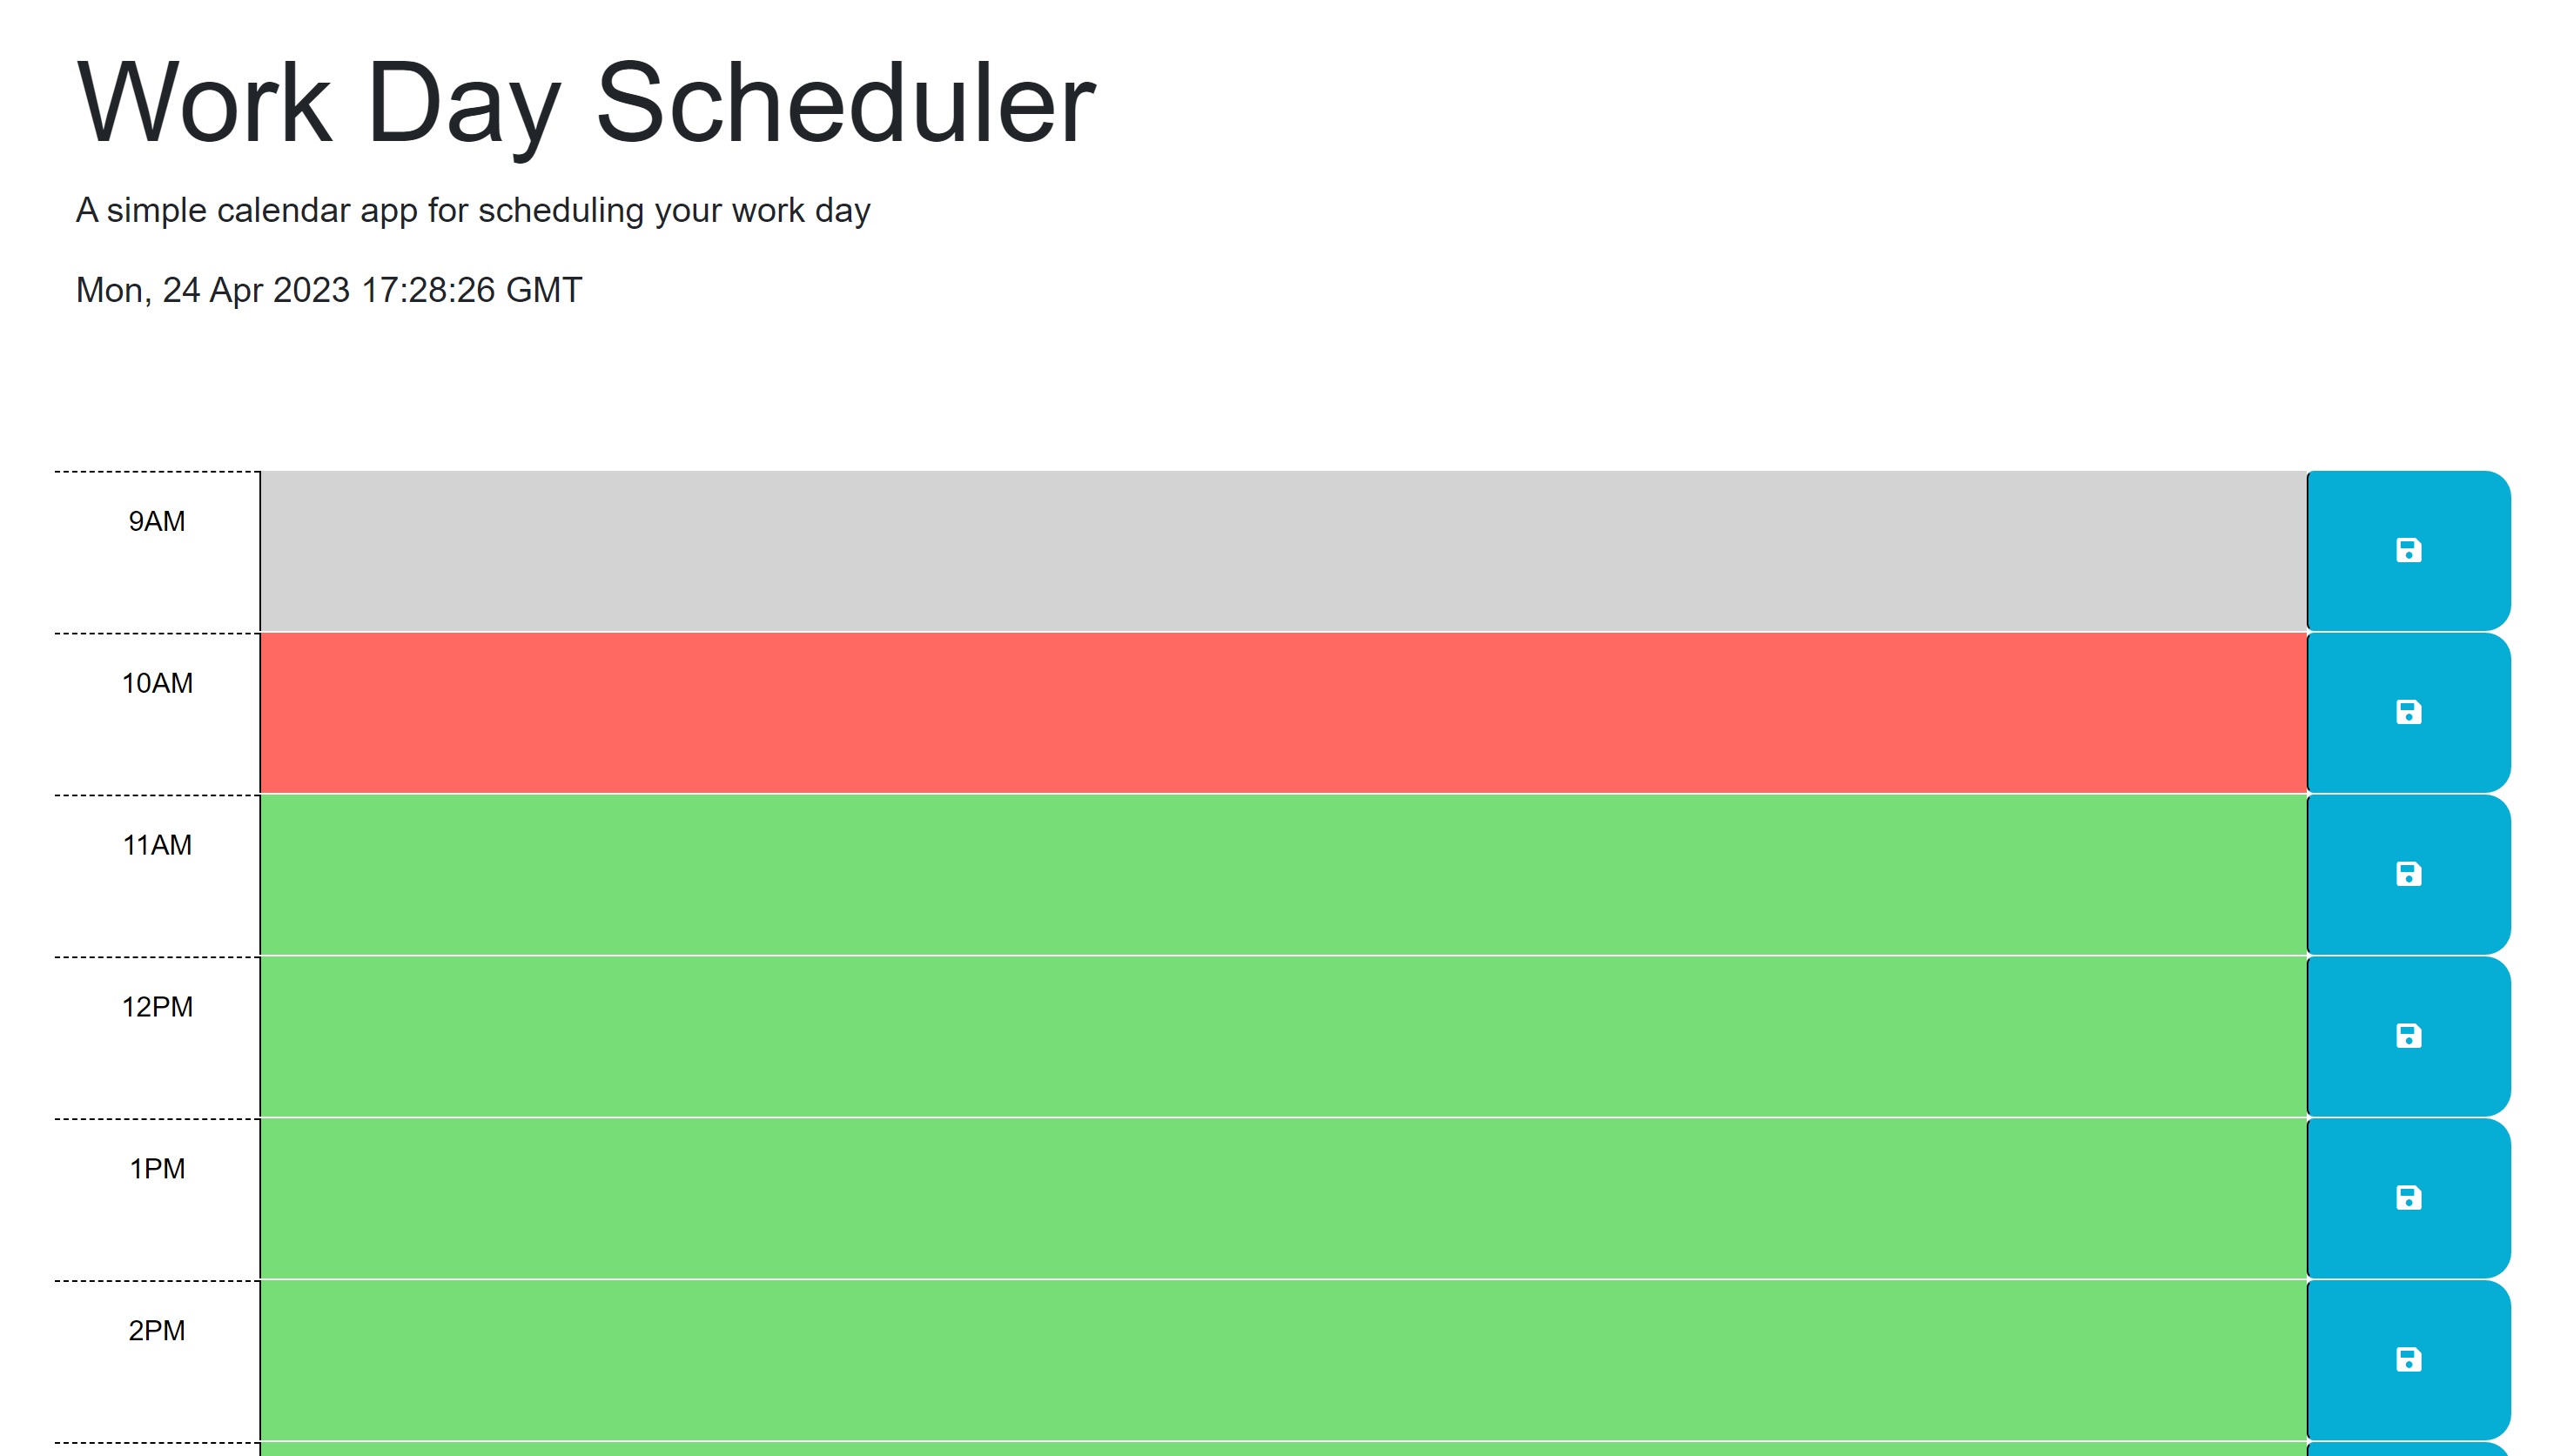 Work Day Scheduler
A simple calendar app for scheduling your work day
Mon, 24 Apr 2023 17:28:26 GMT
9AM
10AM
11AM
12PM
1PM
2PM